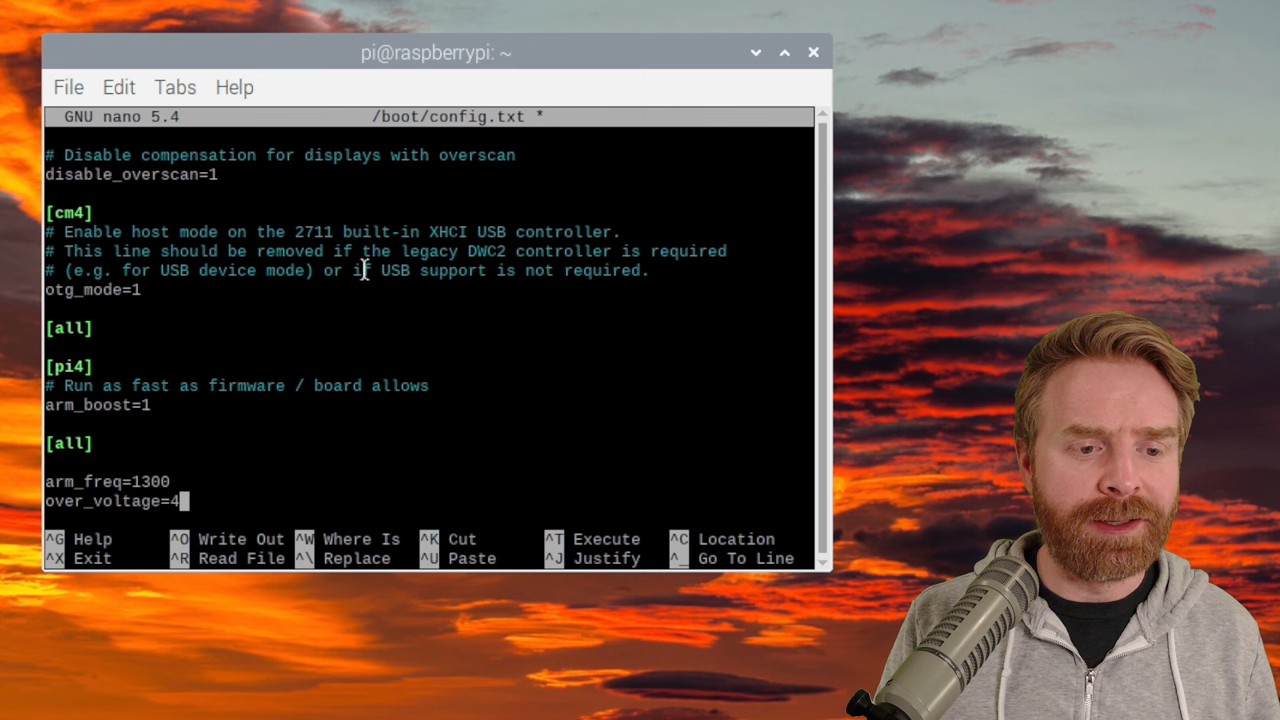 pi@raspberrypi: ~
File Edit Tabs Help
GNU nano 5.4 /boot/config.txt *
# Disable compensation for displays with overscan
disable_overscan=1
[cm4]
# Enable host mode on the 2711 built-in XHCI USB controller.
# This line should be removed if the legacy DWC2 controller is required
# (e.g. for USB device mode) or if USB support is not required.
otg_mode=1
[all]
[pi4]
# Run as fast as firmware / board allows
arm_boost=1
[all]
arm_freq=1300
over_voltage=4
^G Help ^O Write Out ^W Where Is ^K Cut ^T Execute ^C Location
^X Exit ^R Read File ^\ Replace ^U Paste ^J Justify ^_ Go To Line